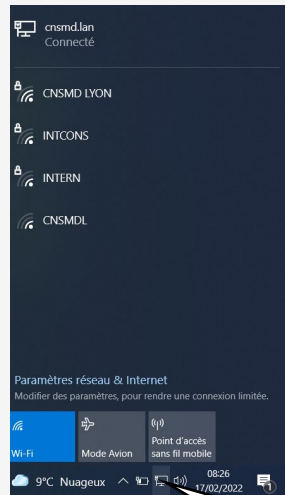 cnsmd.lan
Connecté
CNSMD LYON
INTCONS
INTERN
CNSMDL
Paramètres réseau & Internet
Modifier des paramètres, pour rendre une connexion limitée.
Wi-Fi
Mode Avion
Point d'accès
sans fil mobile
9°C Nuageux
08:26
17/02/2022
1